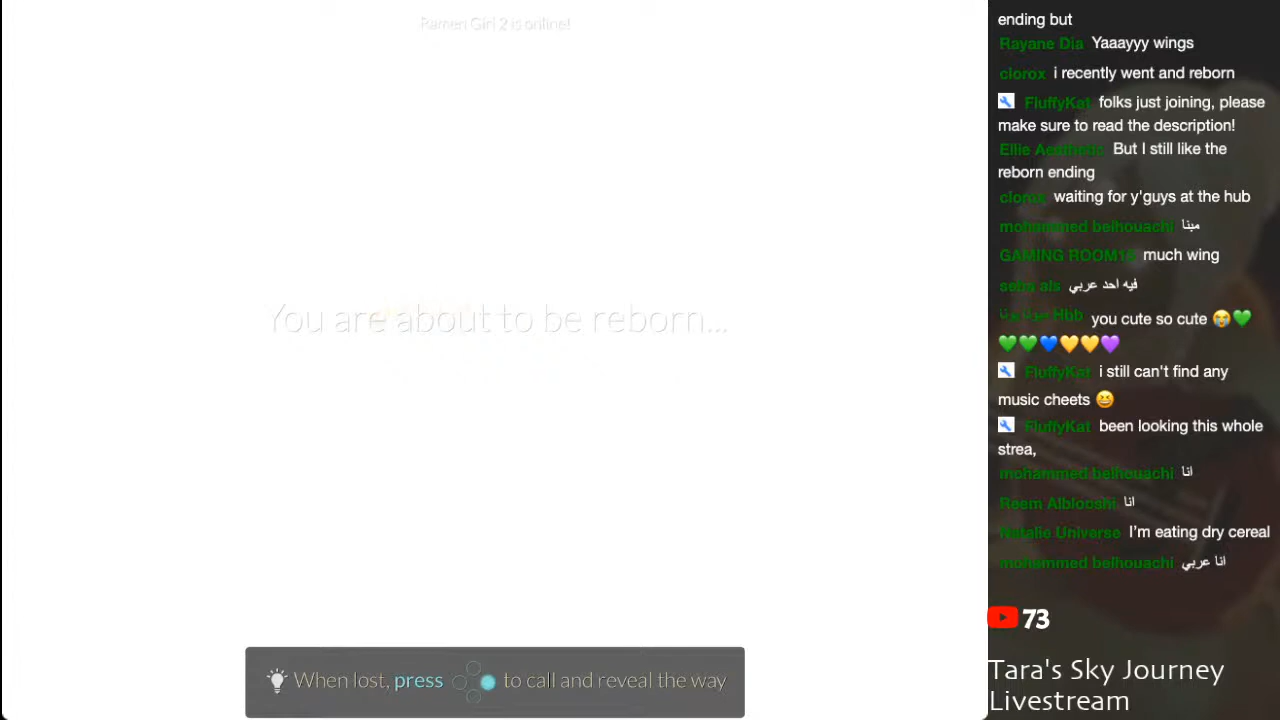 Ramen Girl 2 is online!
You are about to be reborn...
When lost, press to call and reveal the way
ending but
Rayane Dia Yaaayyy wings
clorox i recently went and reborn
FluffyKat folks just joining, please
make sure to read the description!
Ellie Aesthetic But I still like the
reborn ending
clorox waiting for y'guys at the hub
mohammed belhouachi مبنا
GAMING ROOM much wing
als فيه احد عربي
Hbb you cute so cute 😭💚
💚💚💙💛💛💜
FluffyKat i still can't find any
music cheets 😆
FluffyKat been looking this whole
strea,
mohammed belhouachi انا
Reem Alblooshi انا
Natalie Universe I'm eating dry cereal
mohammed belhouachi انا عربي
73
Tara's Sky Journey
Livestream